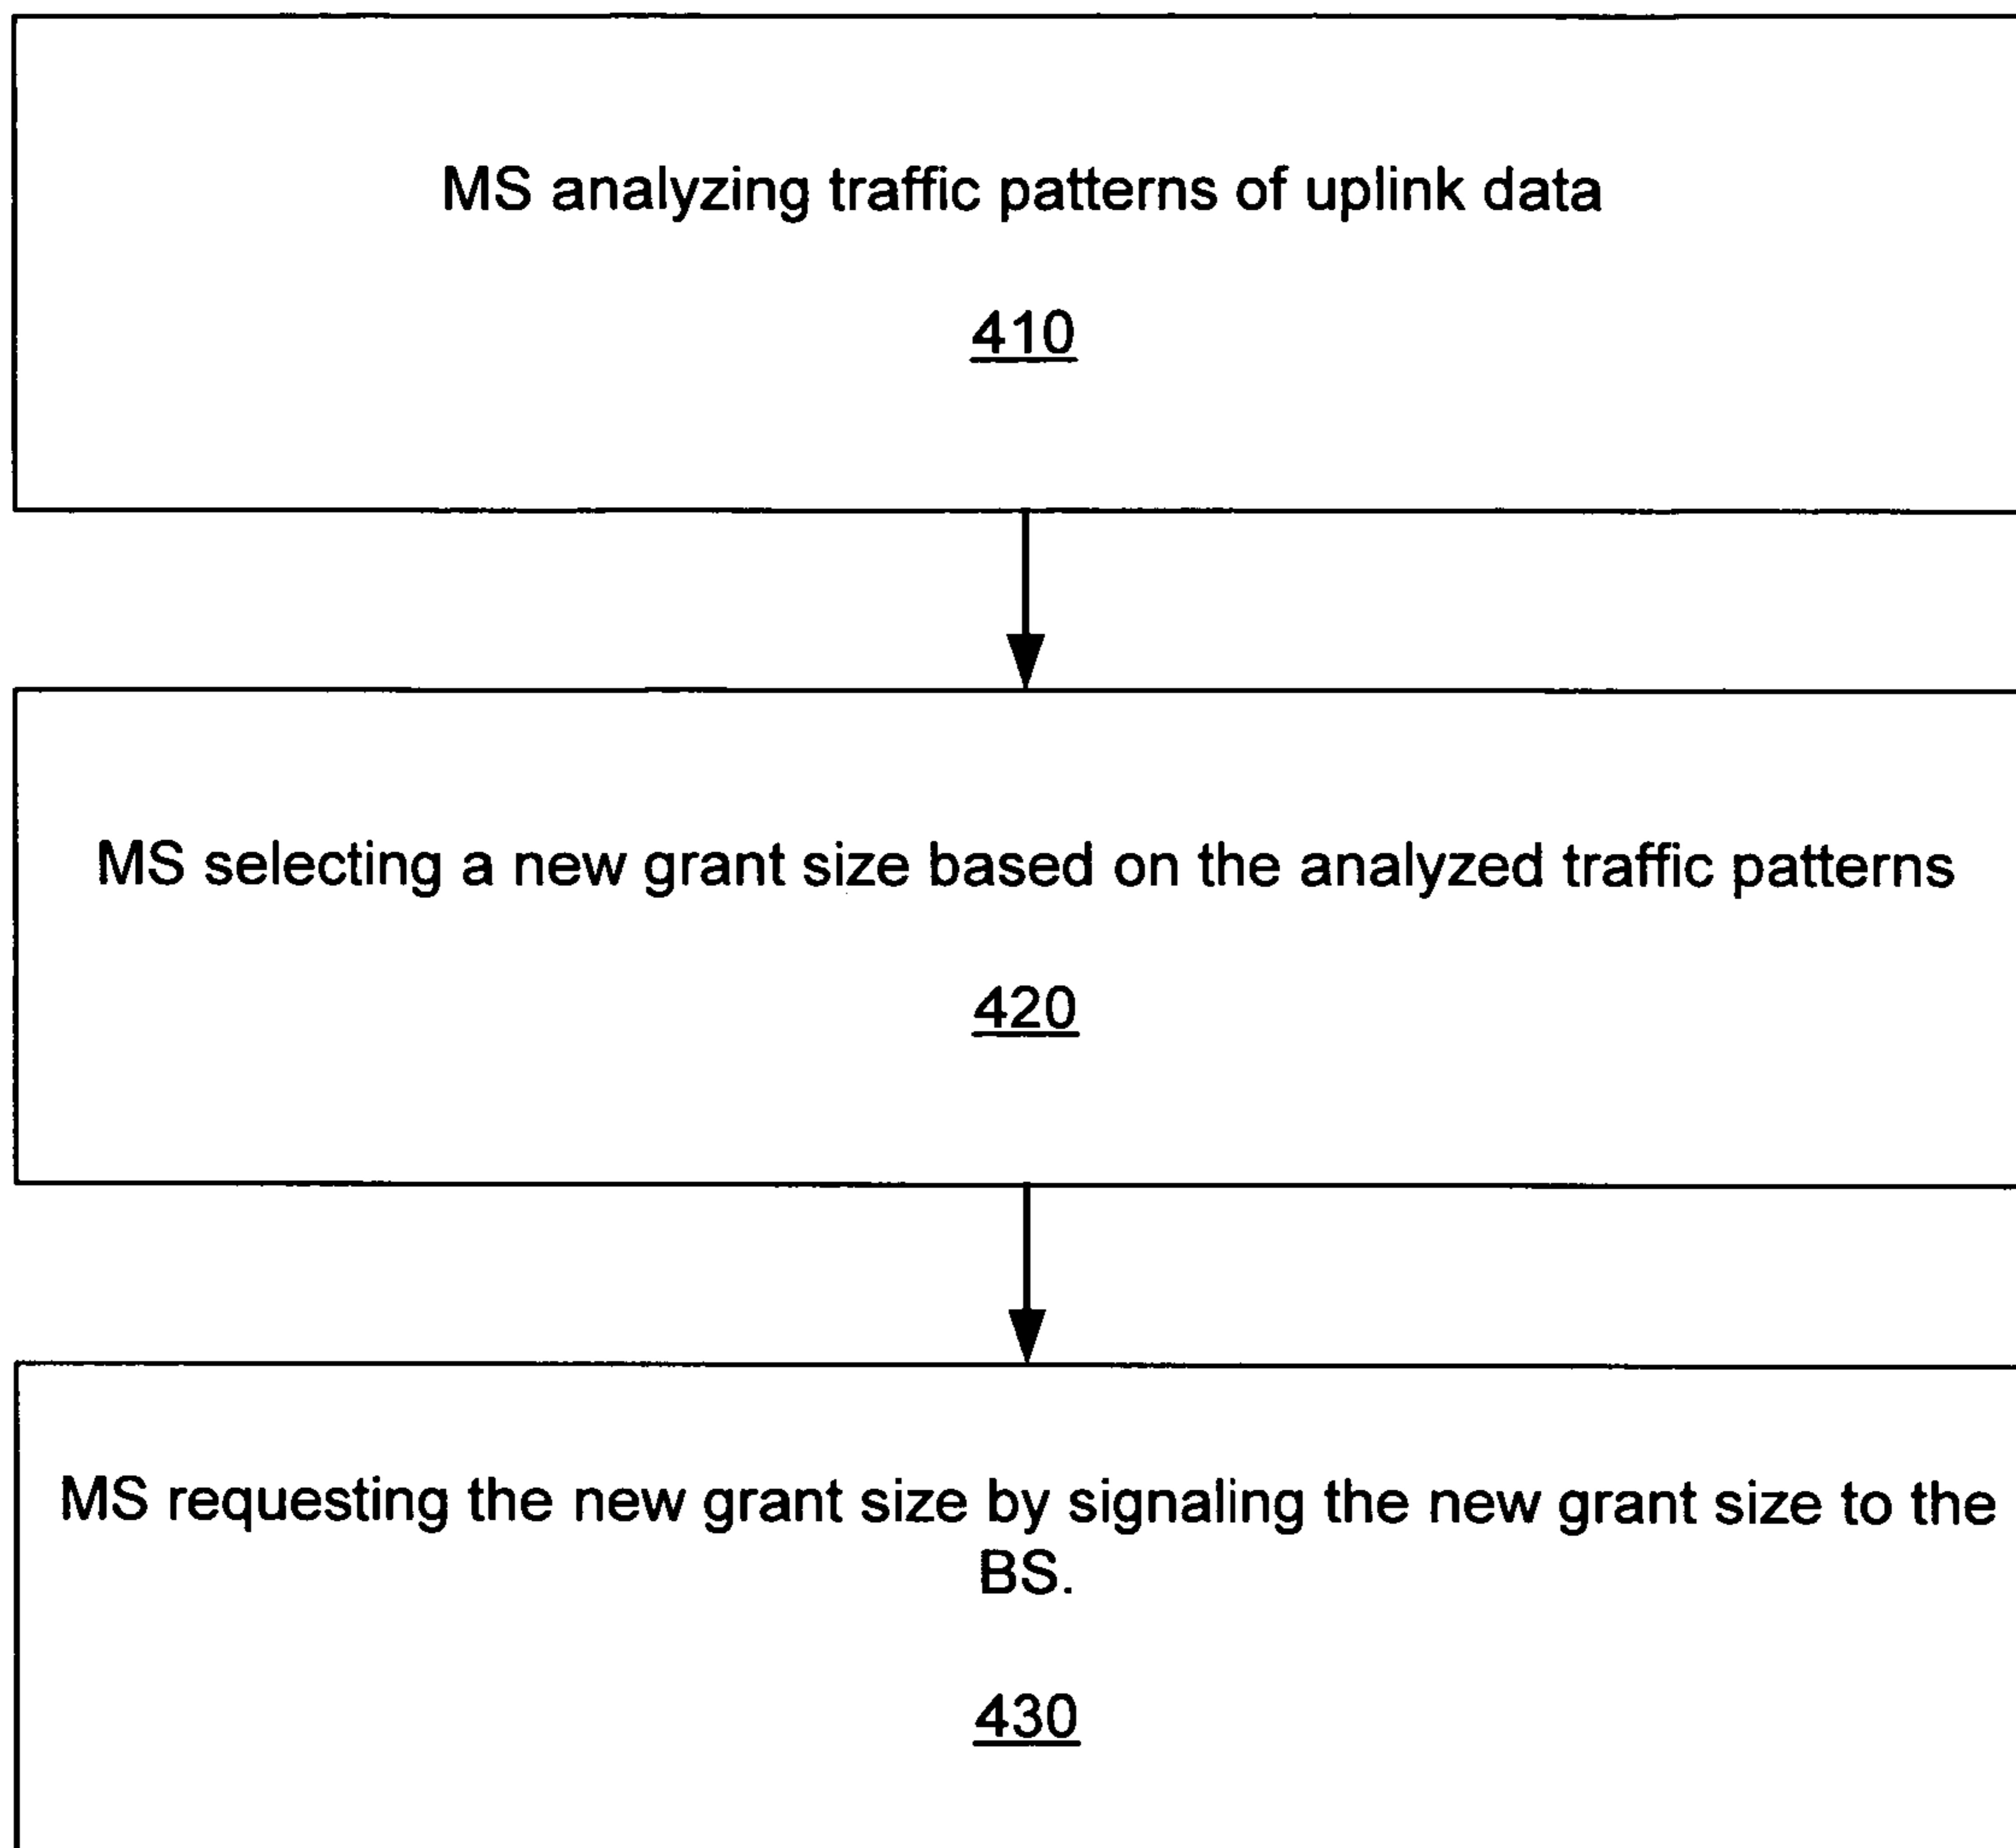 MS analyzing traffic patterns of uplink data
410
MS selecting a new grant size based on the analyzed traffic patterns
420
MS requesting the new grant size by signaling the new grant size to the
BS.
430